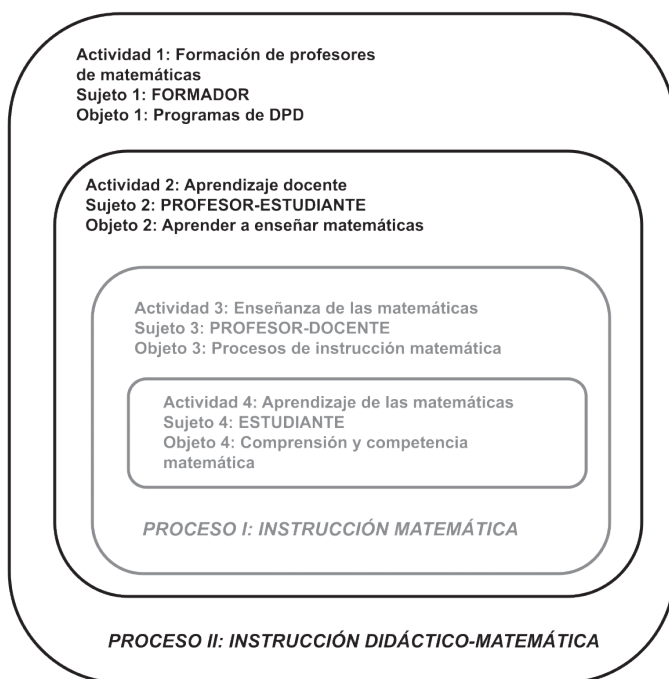 Actividad 1: Formación de profesores
de matemáticas
Sujeto 1: FORMADOR
Objeto 1: Programas de DPD
Actividad 2: Aprendizaje docente
Sujeto 2: PROFESOR-ESTUDIANTE
Objeto 2: Aprender a enseñar matemáticas
Actividad 3: Enseñanza de las matemáticas
Sujeto 3: PROFESOR-DOCENTE
Objeto 3: Procesos de instrucción matemática
Actividad 4: Aprendizaje de las matemáticas
Sujeto 4: ESTUDIANTE
Objeto 4: Comprensión y competencia
matemática
PROCESO I: INSTRUCCIÓN MATEMÁTICA
PROCESO II: INSTRUCCIÓN DIDÁCTICO-MATEMÁTICA